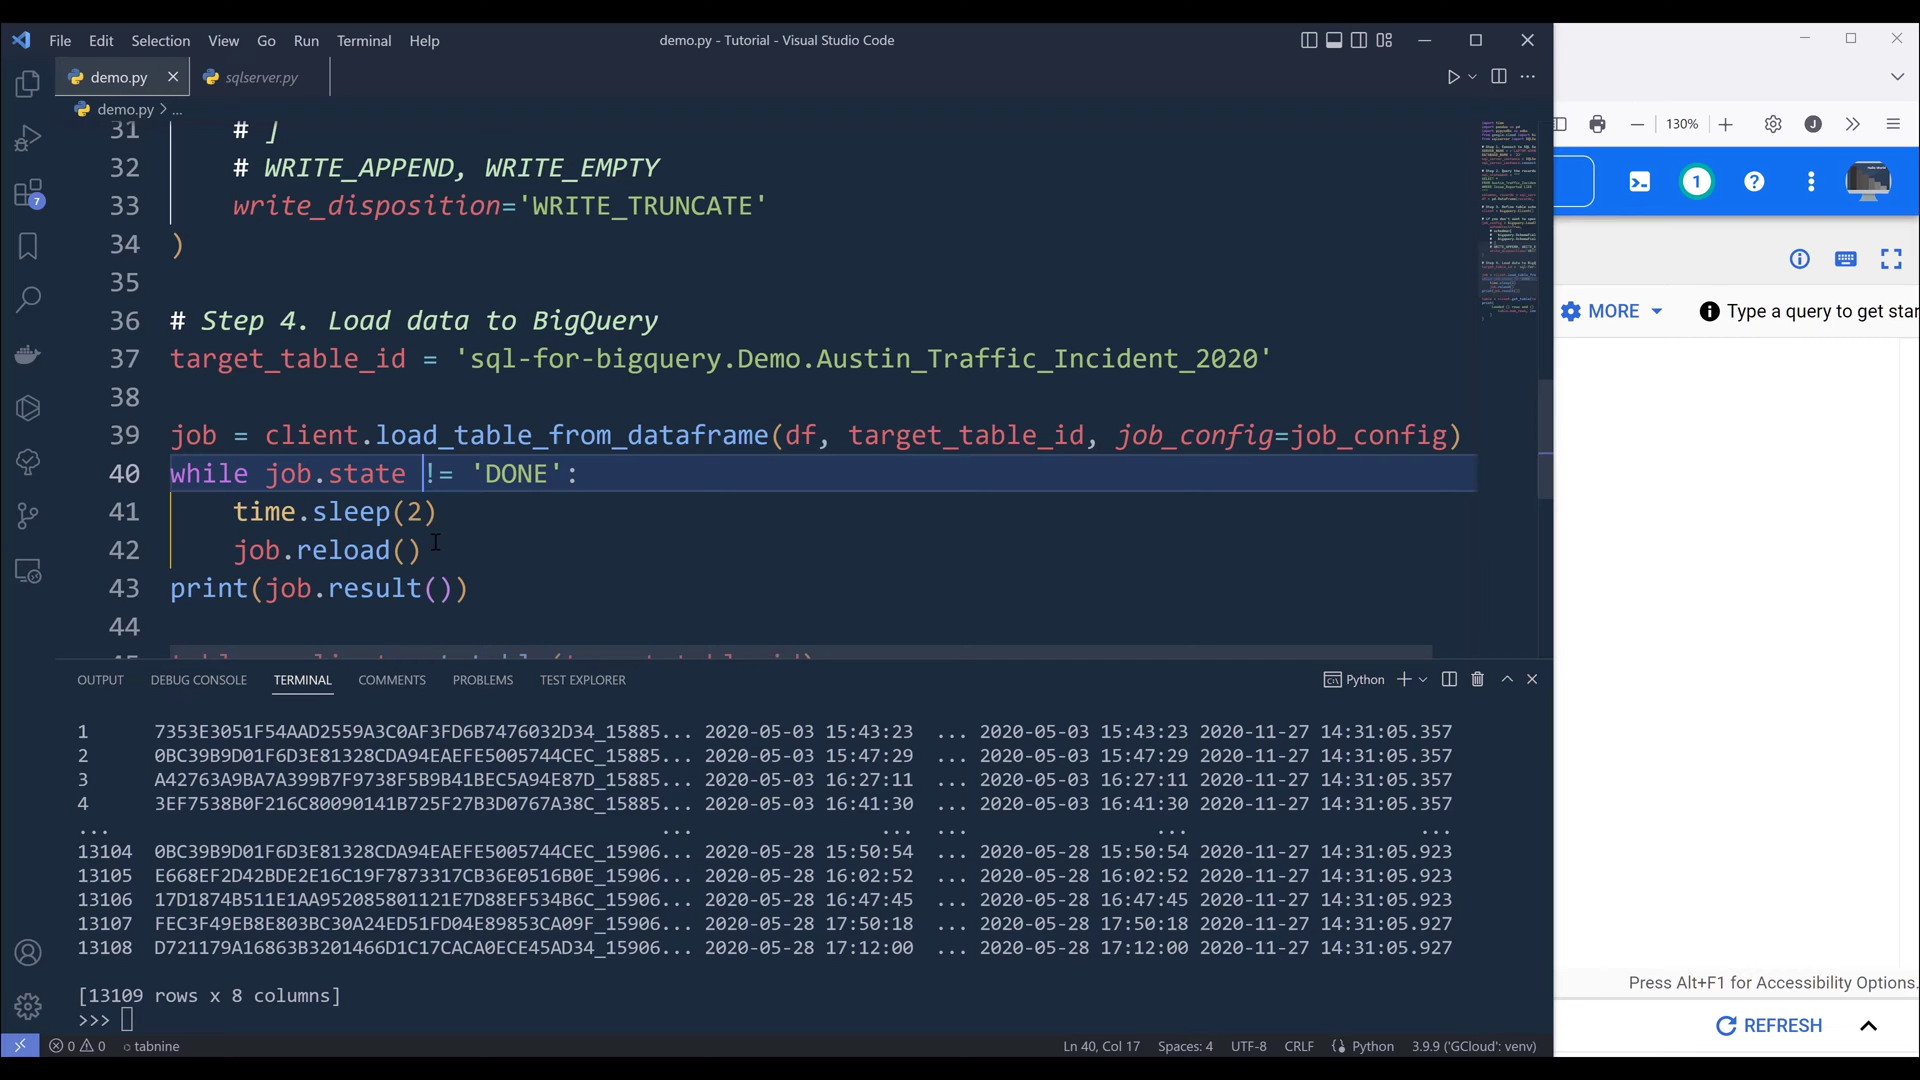 File Edit Selection View Go Run Terminal Help
demo.py - Tutorial - Visual Studio Code
demo.py
sqlserver.py
demo.py > ...
31 # ]
32 # WRITE_APPEND, WRITE_EMPTY
33 write_disposition='WRITE_TRUNCATE'
34 )
35
36 # Step 4. Load data to BigQuery
37 target_table_id = 'sql-for-bigquery.Demo.Austin_Traffic_Incident_2020'
38
39 job = client.load_table_from_dataframe(df, target_table_id, job_config=job_config)
40 while job.state != 'DONE':
41 time.sleep(2)
42 job.reload()
43 print(job.result())
44
7
130%
J
1
MORE
Type a query to get star
OUTPUT DEBUG CONSOLE TERMINAL COMMENTS PROBLEMS TEST EXPLORER
Python
1 7353E3051F54AAD2559A3C0AF3FD6B7476032D34_15885... 2020-05-03 15:43:23 ... 2020-05-03 15:43:23 2020-11-27 14:31:05.357
2 0BC39B9D01F6D3E81328CDA94EAEFE5005744CEC_15885... 2020-05-03 15:47:29 ... 2020-05-03 15:47:29 2020-11-27 14:31:05.357
3 A42763A9BA7A399B7F9738F5B9B41BEC5A94E87D_15885... 2020-05-03 16:27:11 ... 2020-05-03 16:27:11 2020-11-27 14:31:05.357
4 3EF7538B0F216C80090141B725F27B3D0767A38C_15885... 2020-05-03 16:41:30 ... 2020-05-03 16:41:30 2020-11-27 14:31:05.357
... ... ... ... ... ...
13104 0BC39B9D01F6D3E81328CDA94EAEFE5005744CEC_15906... 2020-05-28 15:50:54 ... 2020-05-28 15:50:54 2020-11-27 14:31:05.923
13105 E668EF2D42BDE2E16C19F7873317CB36E0516B0E_15906... 2020-05-28 16:02:52 ... 2020-05-28 16:02:52 2020-11-27 14:31:05.923
13106 17D1874B511E1AA952085801121E7D88EF534B6C_15906... 2020-05-28 16:47:45 ... 2020-05-28 16:47:45 2020-11-27 14:31:05.923
13107 FEC3F49EB8E803BC30A24ED51FD04E89853CA09F_15906... 2020-05-28 17:50:18 ... 2020-05-28 17:50:18 2020-11-27 14:31:05.927
13108 D721179A16863B3201466D1C17CACA0ECE45AD34_15906... 2020-05-28 17:12:00 ... 2020-05-28 17:12:00 2020-11-27 14:31:05.927
[13109 rows x 8 columns]
>>>
Press Alt+F1 for Accessibility Options.
REFRESH
0 0 tabnine
Ln 40, Col 17 Spaces: 4 UTF-8 CRLF Python 3.9.9 ('GCloud': venv)